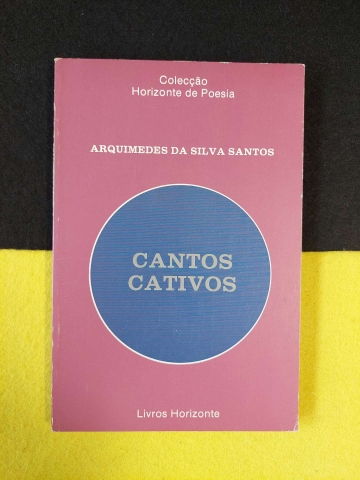 Colecção
Horizonte de Poesia
ARQUIMEDES DA SILVA SANTOS
CANTOS
CATIVOS
Livros Horizonte